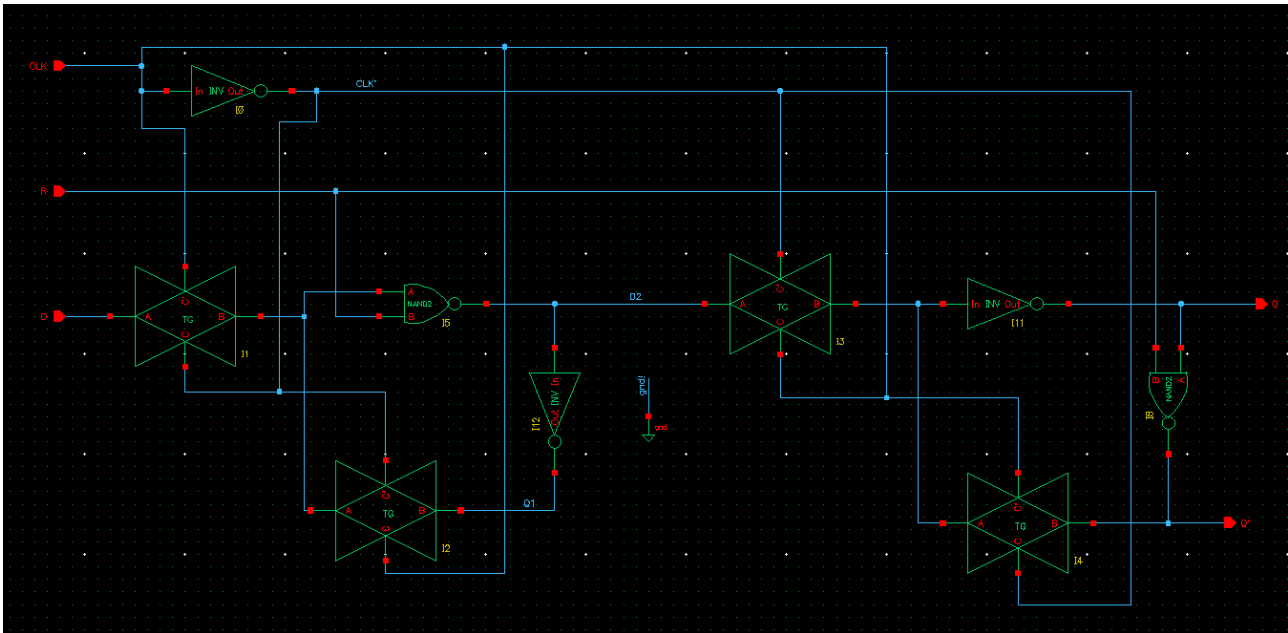 CLK
In INV Out
I0
CLK'
R
D
A
C'
TG
C
B
I1
A
B
NAND2
I5
D2
A
C'
TG
C
B
I3
In INV Out
I11
Q
In
INV
Out
I12
gnd!
gnd
B
A
NAND2
I9
Q1
A
C'
TG
C
B
I2
A
C'
TG
C
B
I4
Q'